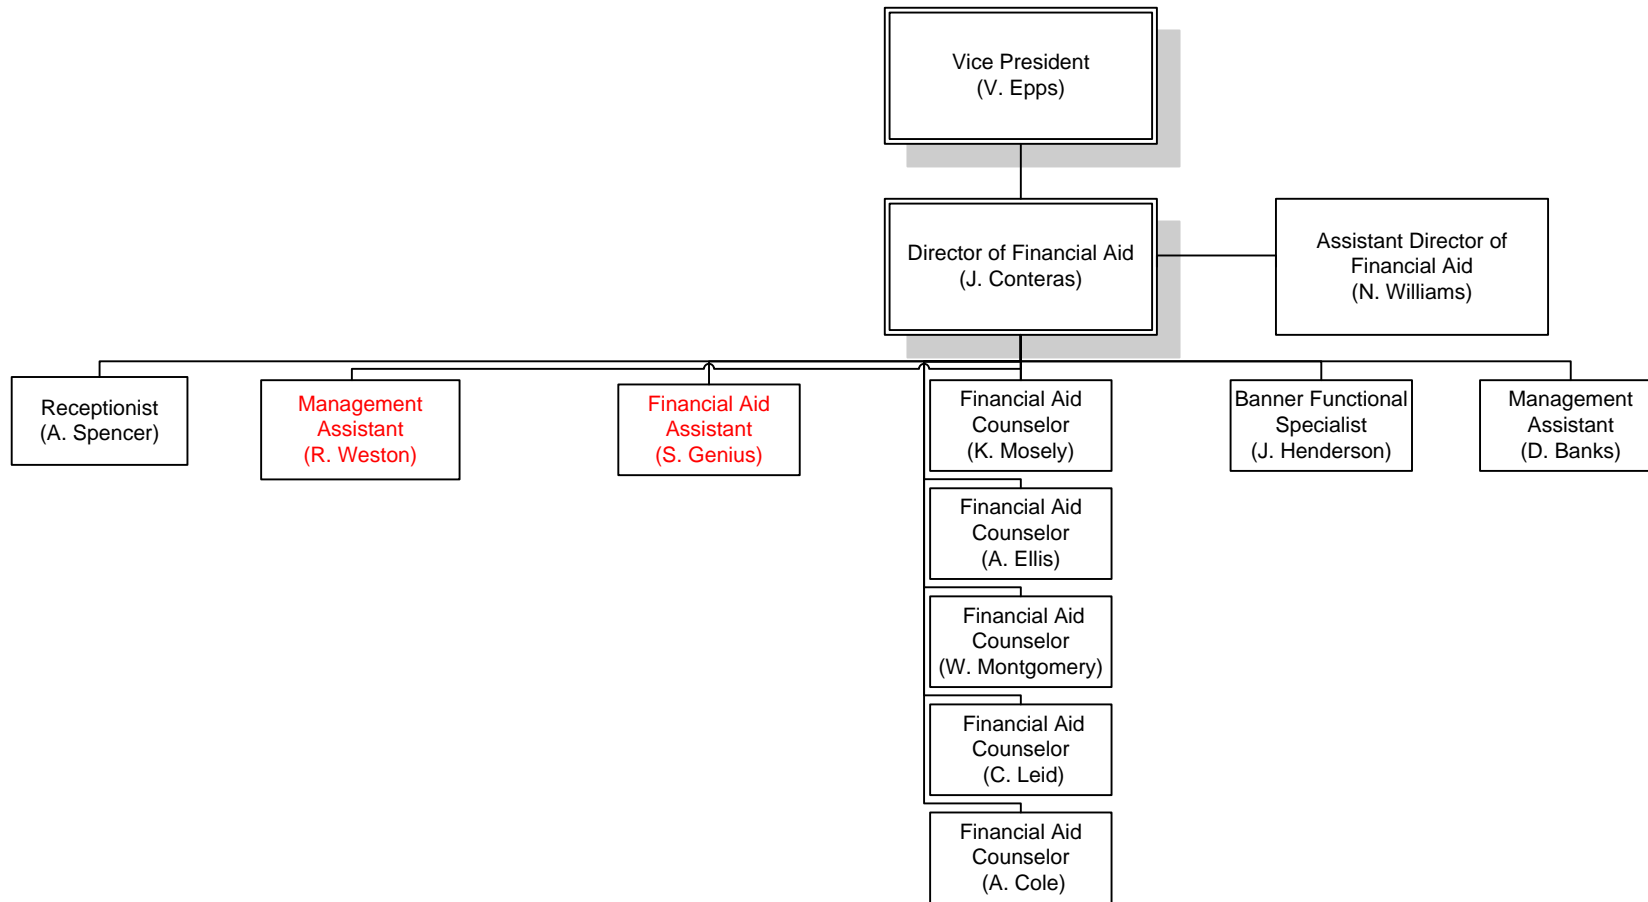 Vice President
(V. Epps)
Director of Financial Aid
(J. Conteras)
Assistant Director of
Financial Aid
(N. Williams)
Receptionist
(A. Spencer)
Management
Assistant
(R. Weston)
Financial Aid
Assistant
(S. Genius)
Financial Aid
Counselor
(K. Mosely)
Banner Functional
Specialist
(J. Henderson)
Management
Assistant
(D. Banks)
Financial Aid
Counselor
(A. Ellis)
Financial Aid
Counselor
(W. Montgomery)
Financial Aid
Counselor
(C. Leid)
Financial Aid
Counselor
(A. Cole)